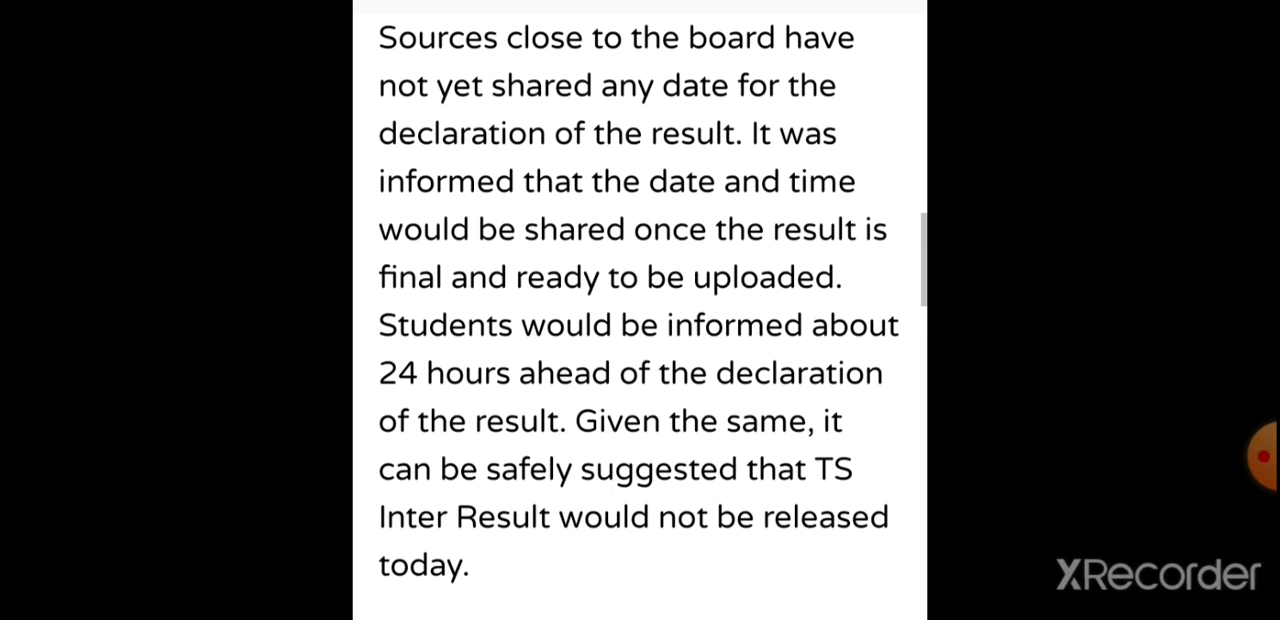 Sources close to the board have
not yet shared any date for the
declaration of the result. It was
informed that the date and time
would be shared once the result is
final and ready to be uploaded.
Students would be informed about
24 hours ahead of the declaration
of the result. Given the same, it
can be safely suggested that TS
Inter Result would not be released
today.
XRecorder